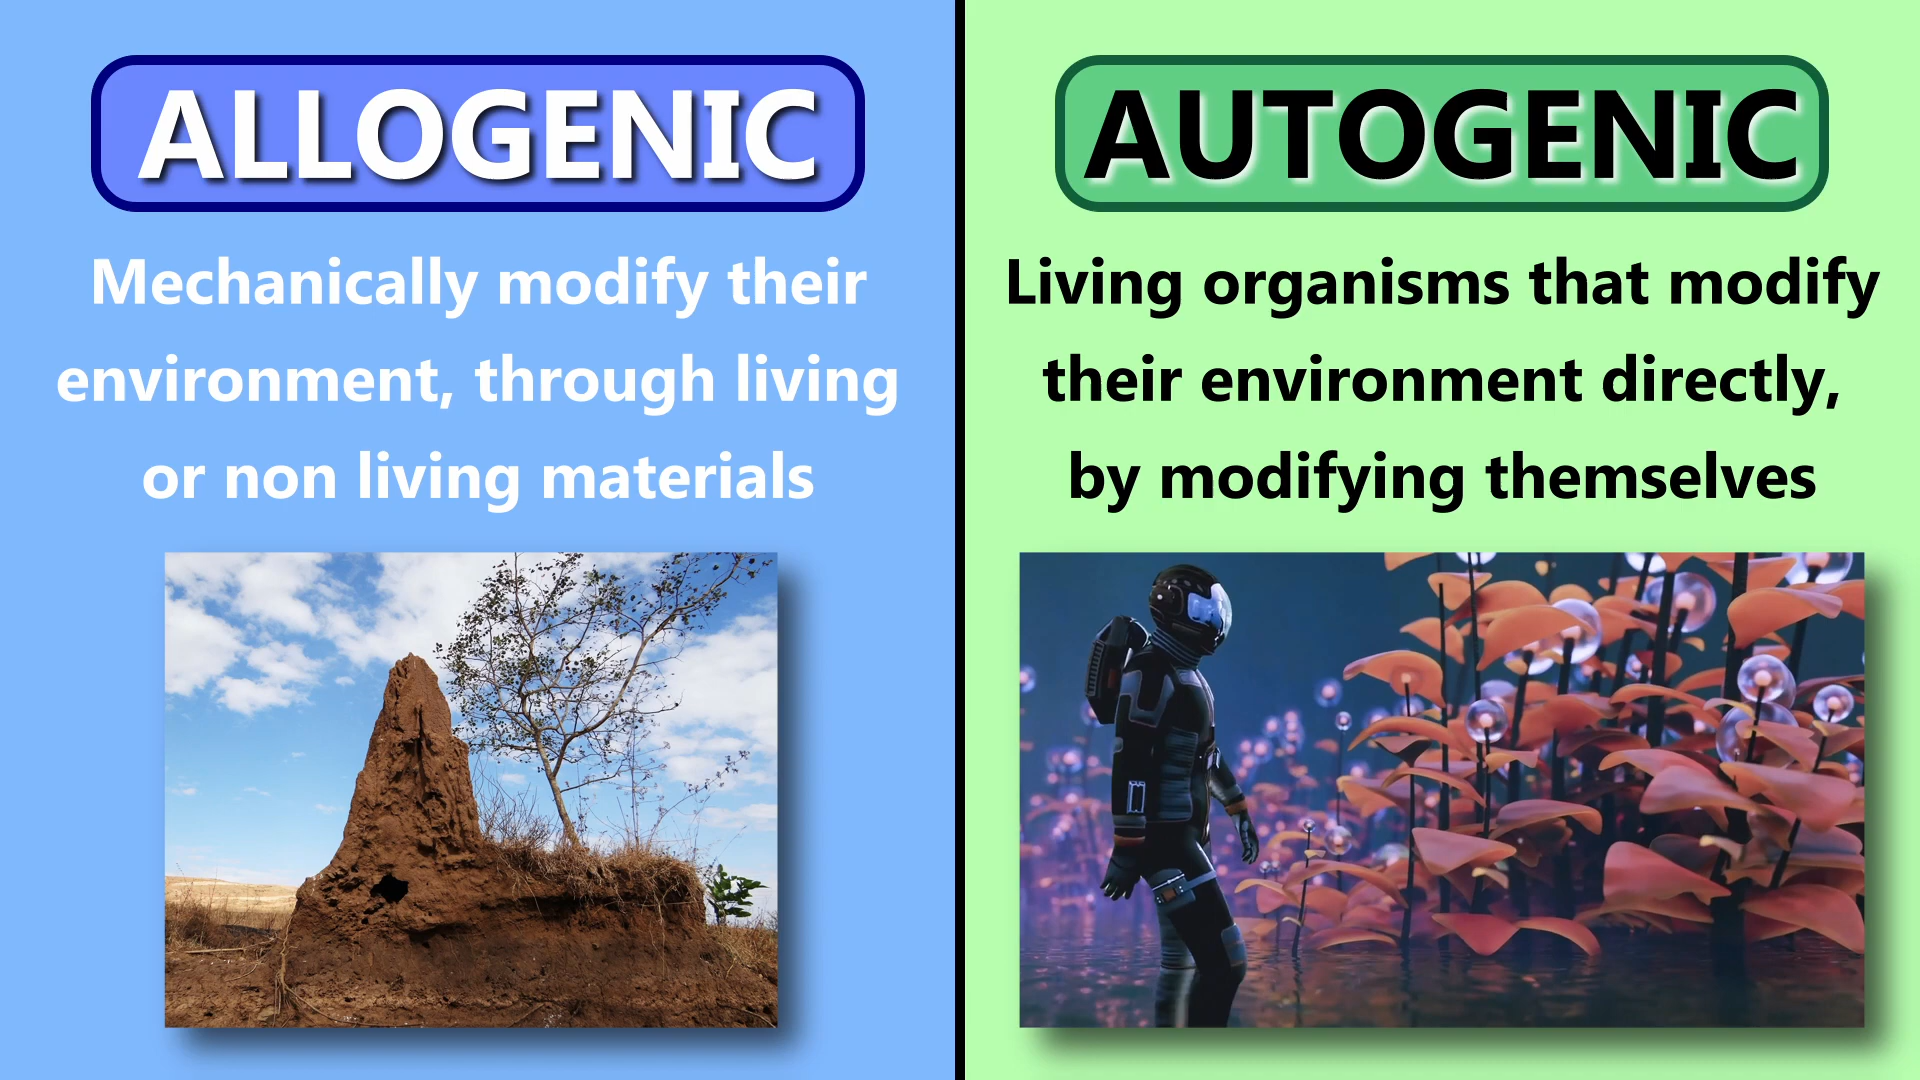 ALLOGENIC
Mechanically modify their
environment, through living
or non living materials
AUTOGENIC
Living organisms that modify
their environment directly,
by modifying themselves